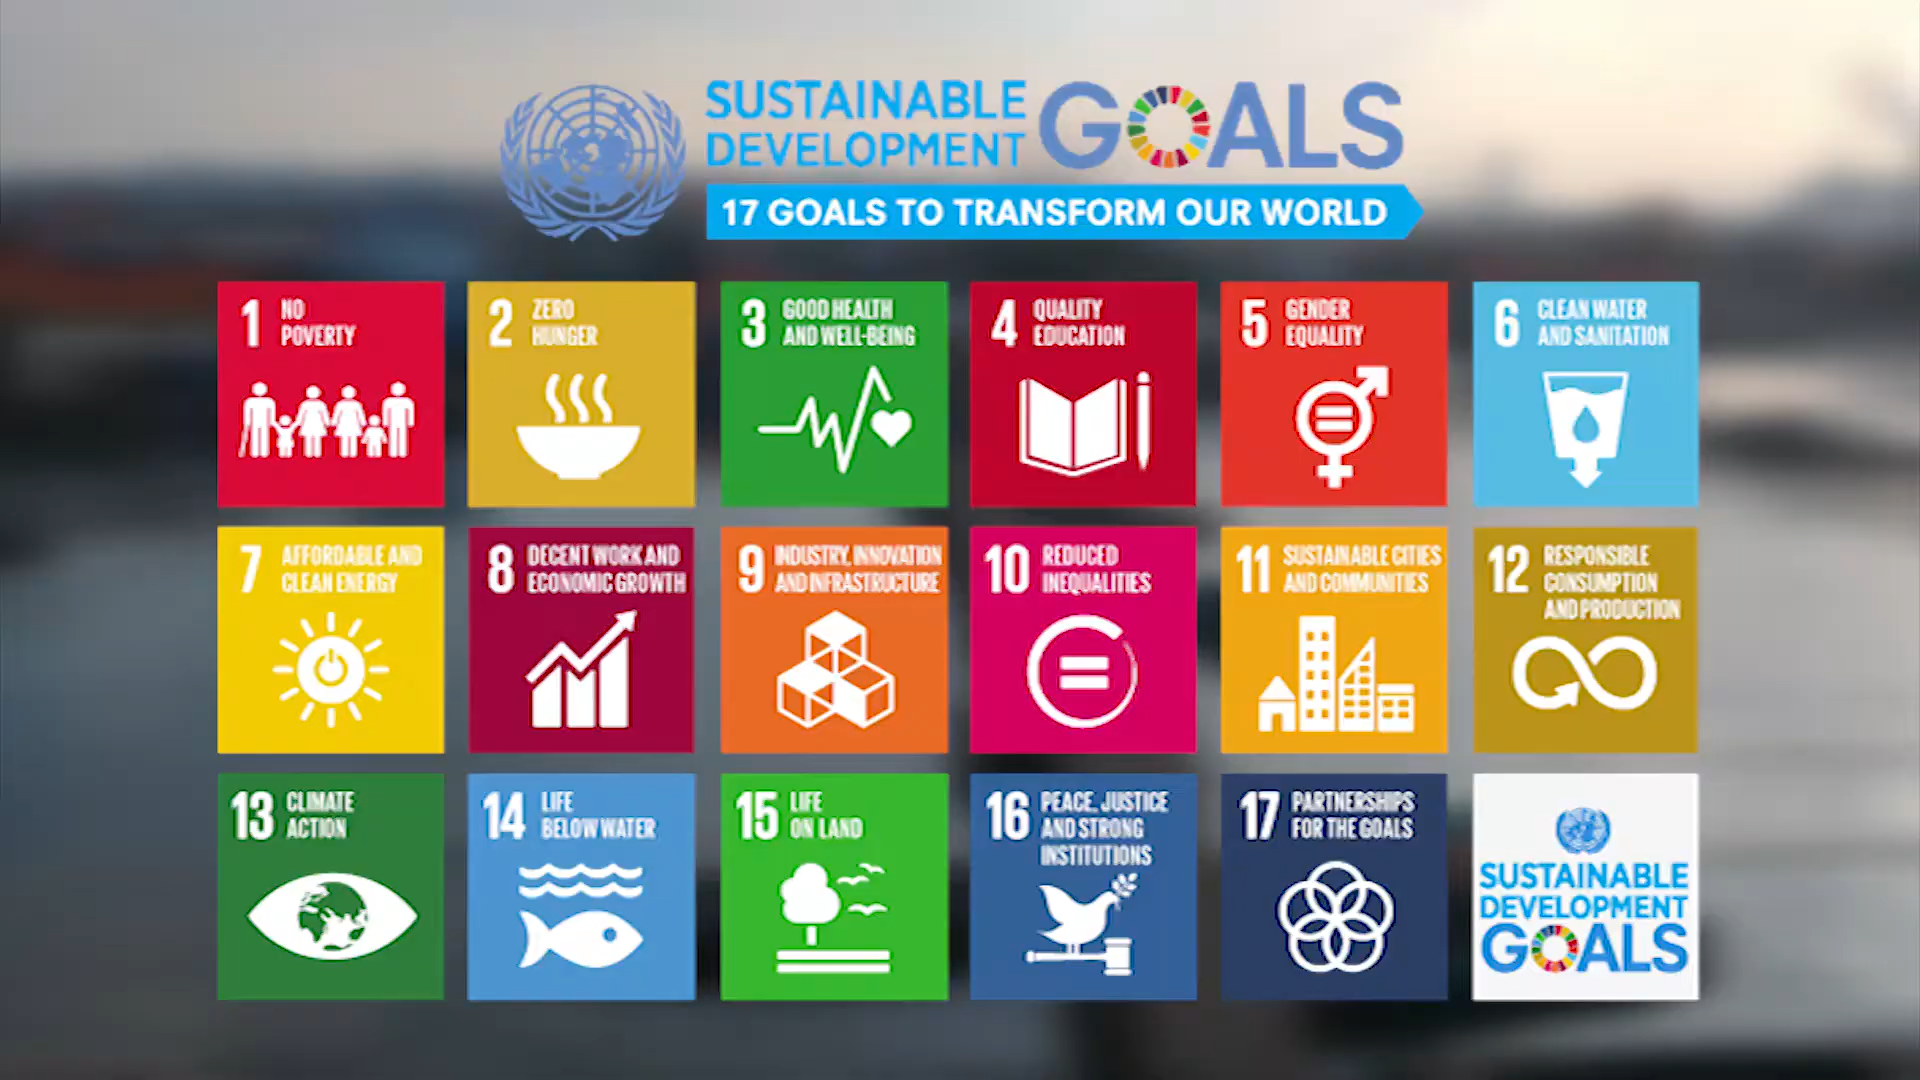 SUSTAINABLE
DEVELOPMENT
GOALS
17 GOALS TO TRANSFORM OUR WORLD
1 NO
POVERTY
2 ZERO
HUNGER
3 GOOD HEALTH
AND WELL-BEING
4 QUALITY
EDUCATION
5 GENDER
EQUALITY
6 CLEAN WATER
AND SANITATION
7 AFFORDABLE AND
CLEAN ENERGY
8 DECENT WORK AND
ECONOMIC GROWTH
9 INDUSTRY, INNOVATION
AND INFRASTRUCTURE
10 REDUCED
INEQUALITIES
11 SUSTAINABLE CITIES
AND COMMUNITIES
12 RESPONSIBLE
CONSUMPTION
AND PRODUCTION
13 CLIMATE
ACTION
14 LIFE
BELOW WATER
15 LIFE
ON LAND
16 PEACE, JUSTICE
AND STRONG
INSTITUTIONS
17 PARTNERSHIPS
FOR THE GOALS
SUSTAINABLE
DEVELOPMENT
GOALS